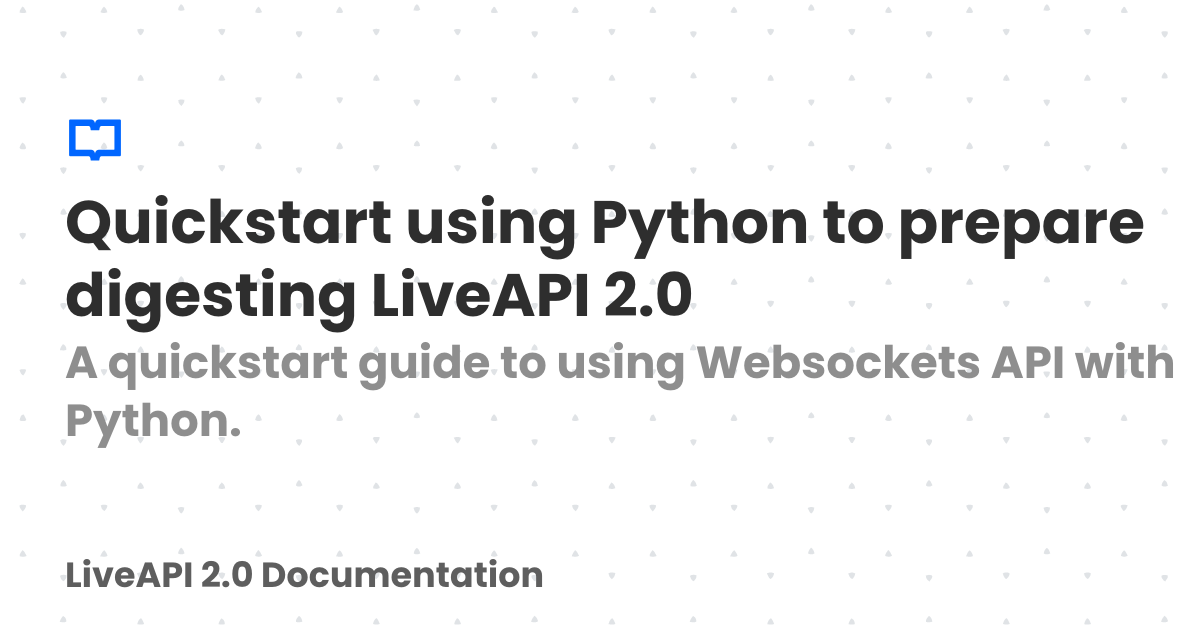 Quickstart using Python to prepare
digesting LiveAPI 2.0
A quickstart guide to using Websockets API with
Python.
LiveAPI 2.0 Documentation